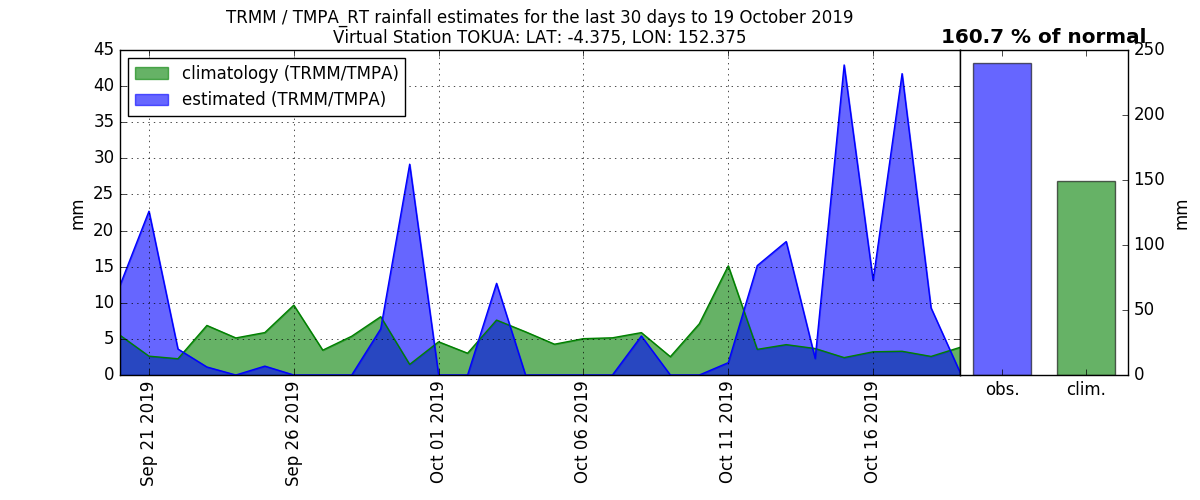 TRMM / TMPA_RT rainfall estimates for the last 30 days to 19 October 2019
Virtual Station TOKUA: LAT: -4.375, LON: 152.375
160.7 % of normal
climatology (TRMM/TMPA)
estimated (TRMM/TMPA)
45
40
35
30
25
20
15
10
5
0
mm
Sep 21 2019
Sep 26 2019
Oct 01 2019
Oct 06 2019
Oct 11 2019
Oct 16 2019
250
200
150
100
50
0
mm
obs.
clim.